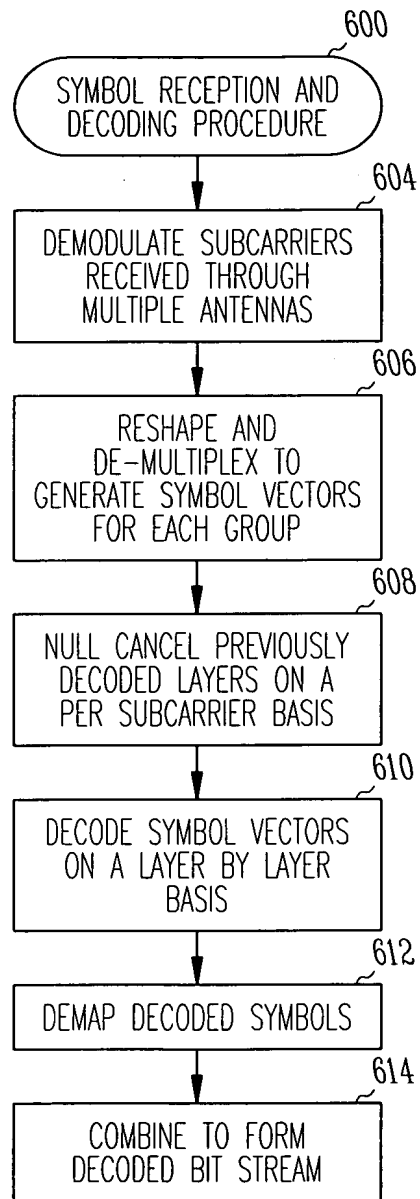 600
SYMBOL RECEPTION AND
DECODING PROCEDURE
604
DEMODULATE SUBCARRIERS
RECEIVED THROUGH
MULTIPLE ANTENNAS
606
RESHAPE AND
DE-MULTIPLEX TO
GENERATE SYMBOL VECTORS
FOR EACH GROUP
608
NULL CANCEL PREVIOUSLY
DECODED LAYERS ON A
PER SUBCARRIER BASIS
610
DECODE SYMBOL VECTORS
ON A LAYER BY LAYER
BASIS
612
DEMAP DECODED SYMBOLS
614
COMBINE TO FORM
DECODED BIT STREAM